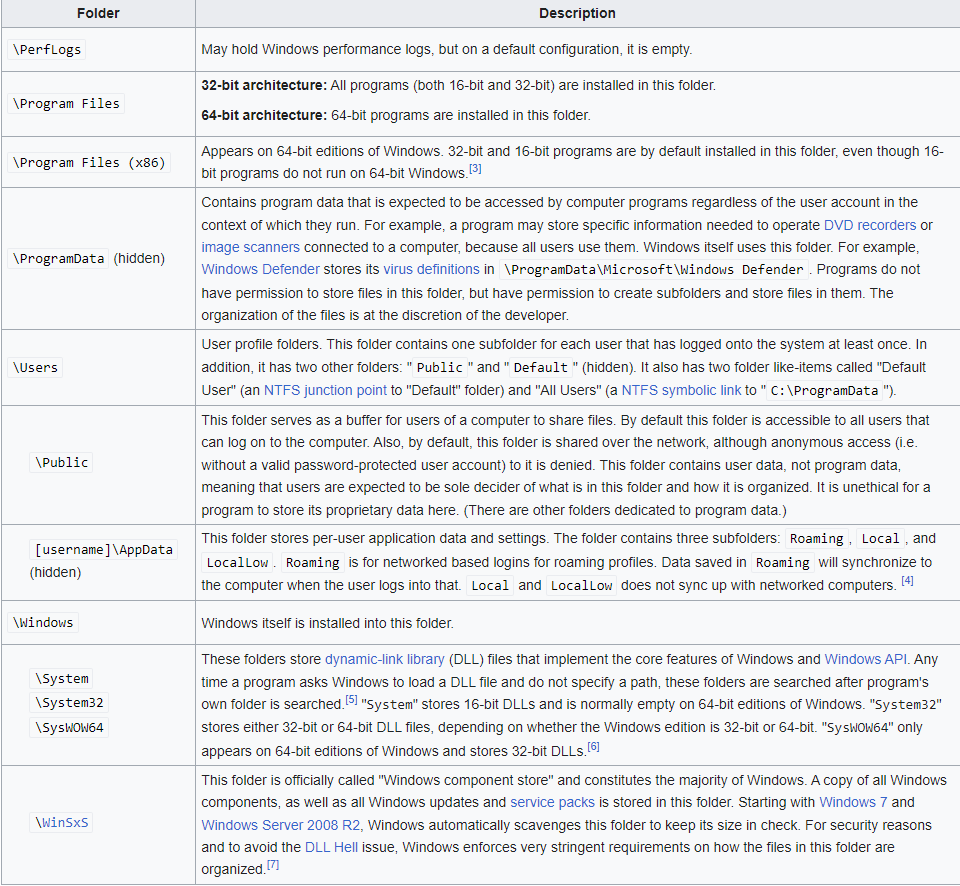 Folder Description
\PerfLogs
May hold Windows performance logs, but on a default configuration, it is empty.
\Program Files
32-bit architecture: All programs (both 16-bit and 32-bit) are installed in this folder.
64-bit architecture: 64-bit programs are installed in this folder.
\Program Files (x86)
Appears on 64-bit editions of Windows. 32-bit and 16-bit programs are by default installed in this folder, even though 16-
bit programs do not run on 64-bit Windows.[3]
\ProgramData (hidden)
Contains program data that is expected to be accessed by computer programs regardless of the user account in the
context of which they run. For example, a program may store specific information needed to operate DVD recorders or
image scanners connected to a computer, because all users use them. Windows itself uses this folder. For example,
Windows Defender stores its virus definitions in \ProgramData\Microsoft\Windows Defender . Programs do not
have permission to store files in this folder, but have permission to create subfolders and store files in them. The
organization of the files is at the discretion of the developer.
\Users
User profile folders. This folder contains one subfolder for each user that has logged onto the system at least once. In
addition, it has two other folders: " Public " and " Default " (hidden). It also has two folder like-items called "Default
User" (an NTFS junction point to "Default" folder) and "All Users" (a NTFS symbolic link to " C:\ProgramData ").
\Public
This folder serves as a buffer for users of a computer to share files. By default this folder is accessible to all users that
can log on to the computer. Also, by default, this folder is shared over the network, although anonymous access (i.e.
without a valid password-protected user account) to it is denied. This folder contains user data, not program data,
meaning that users are expected to be sole decider of what is in this folder and how it is organized. It is unethical for a
program to store its proprietary data here. (There are other folders dedicated to program data.)
[username]\AppData
(hidden)
This folder stores per-user application data and settings. The folder contains three subfolders: Roaming , Local , and
LocalLow . Roaming is for networked based logins for roaming profiles. Data saved in Roaming will synchronize to
the computer when the user logs into that. Local and LocalLow does not sync up with networked computers. [4]
\Windows
Windows itself is installed into this folder.
\System
\System32
\SysWOW64
These folders store dynamic-link library (DLL) files that implement the core features of Windows and Windows API. Any
time a program asks Windows to load a DLL file and do not specify a path, these folders are searched after program's
own folder is searched.[5] "System" stores 16-bit DLLs and is normally empty on 64-bit editions of Windows. "System32"
stores either 32-bit or 64-bit DLL files, depending on whether the Windows edition is 32-bit or 64-bit. "SysWOW64" only
appears on 64-bit editions of Windows and stores 32-bit DLLs.[6]
\WinSxS
This folder is officially called "Windows component store" and constitutes the majority of Windows. A copy of all Windows
components, as well as all Windows updates and service packs is stored in this folder. Starting with Windows 7 and
Windows Server 2008 R2, Windows automatically scavenges this folder to keep its size in check. For security reasons
and to avoid the DLL Hell issue, Windows enforces very stringent requirements on how the files in this folder are
organized.[7]